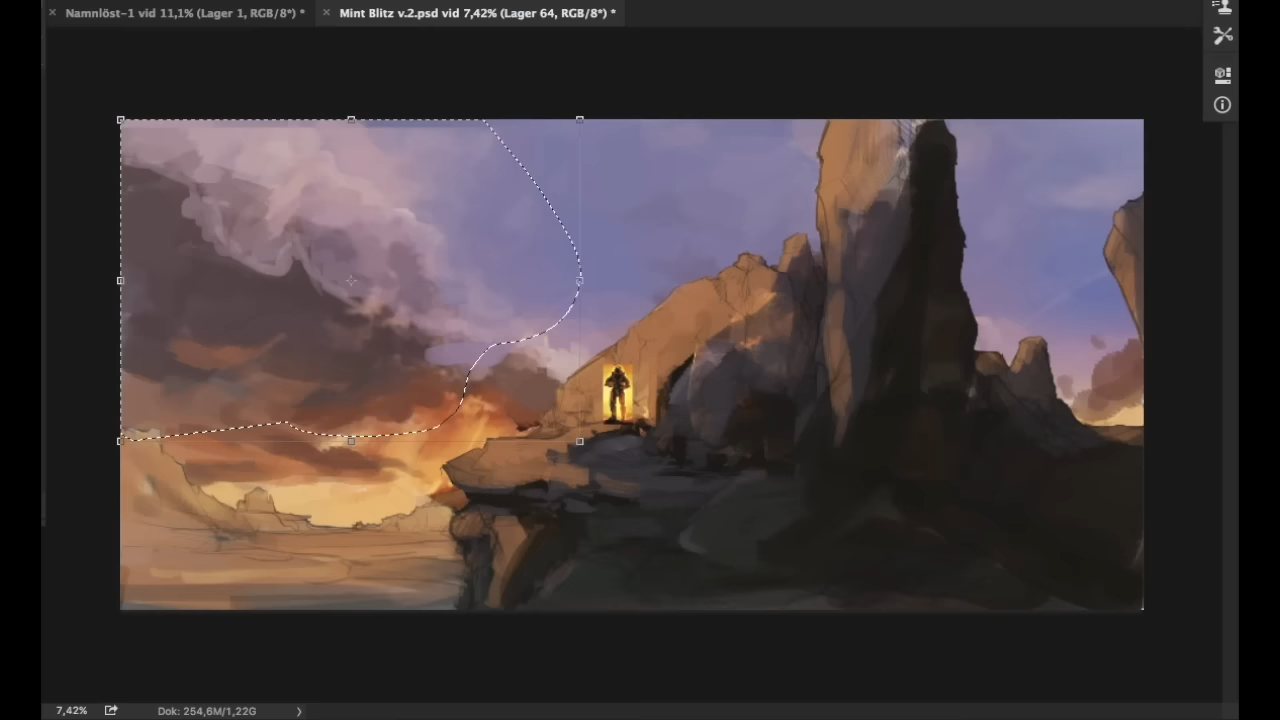 Namnlöst-1 vid 11,1% (Lager 1, RGB/8*) *
Mint Blitz v.2.psd vid 7,42% (Lager 64, RGB/8*) *
7,42%
Dok: 254,6M/1,22G